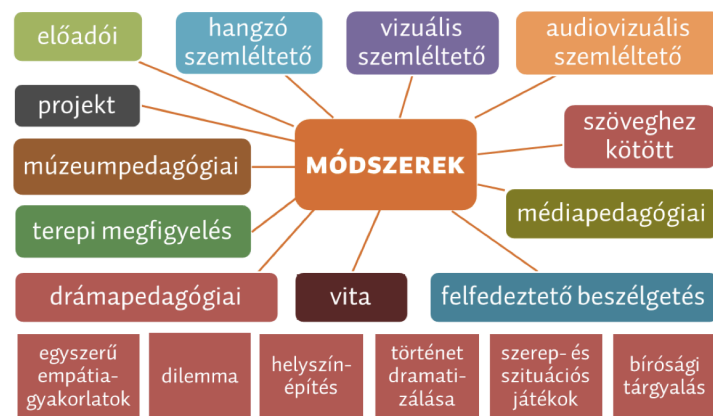 előadói
hangzó
szemléltető
vizuális
szemléltető
audiovizuális
szemléltető
projekt
múzeumpedagógiai
MÓDSZEREK
szöveghez
kötött
terepi megfigyelés
médiapedagógiai
drámapedagógiai
vita
felfedeztető beszélgetés
egyszerű
empátia-
gyakorlatok
dilemma
helyszín-
építés
történet
dramati-
zálása
szerep- és
szituációs
játékok
bírósági
tárgyalás